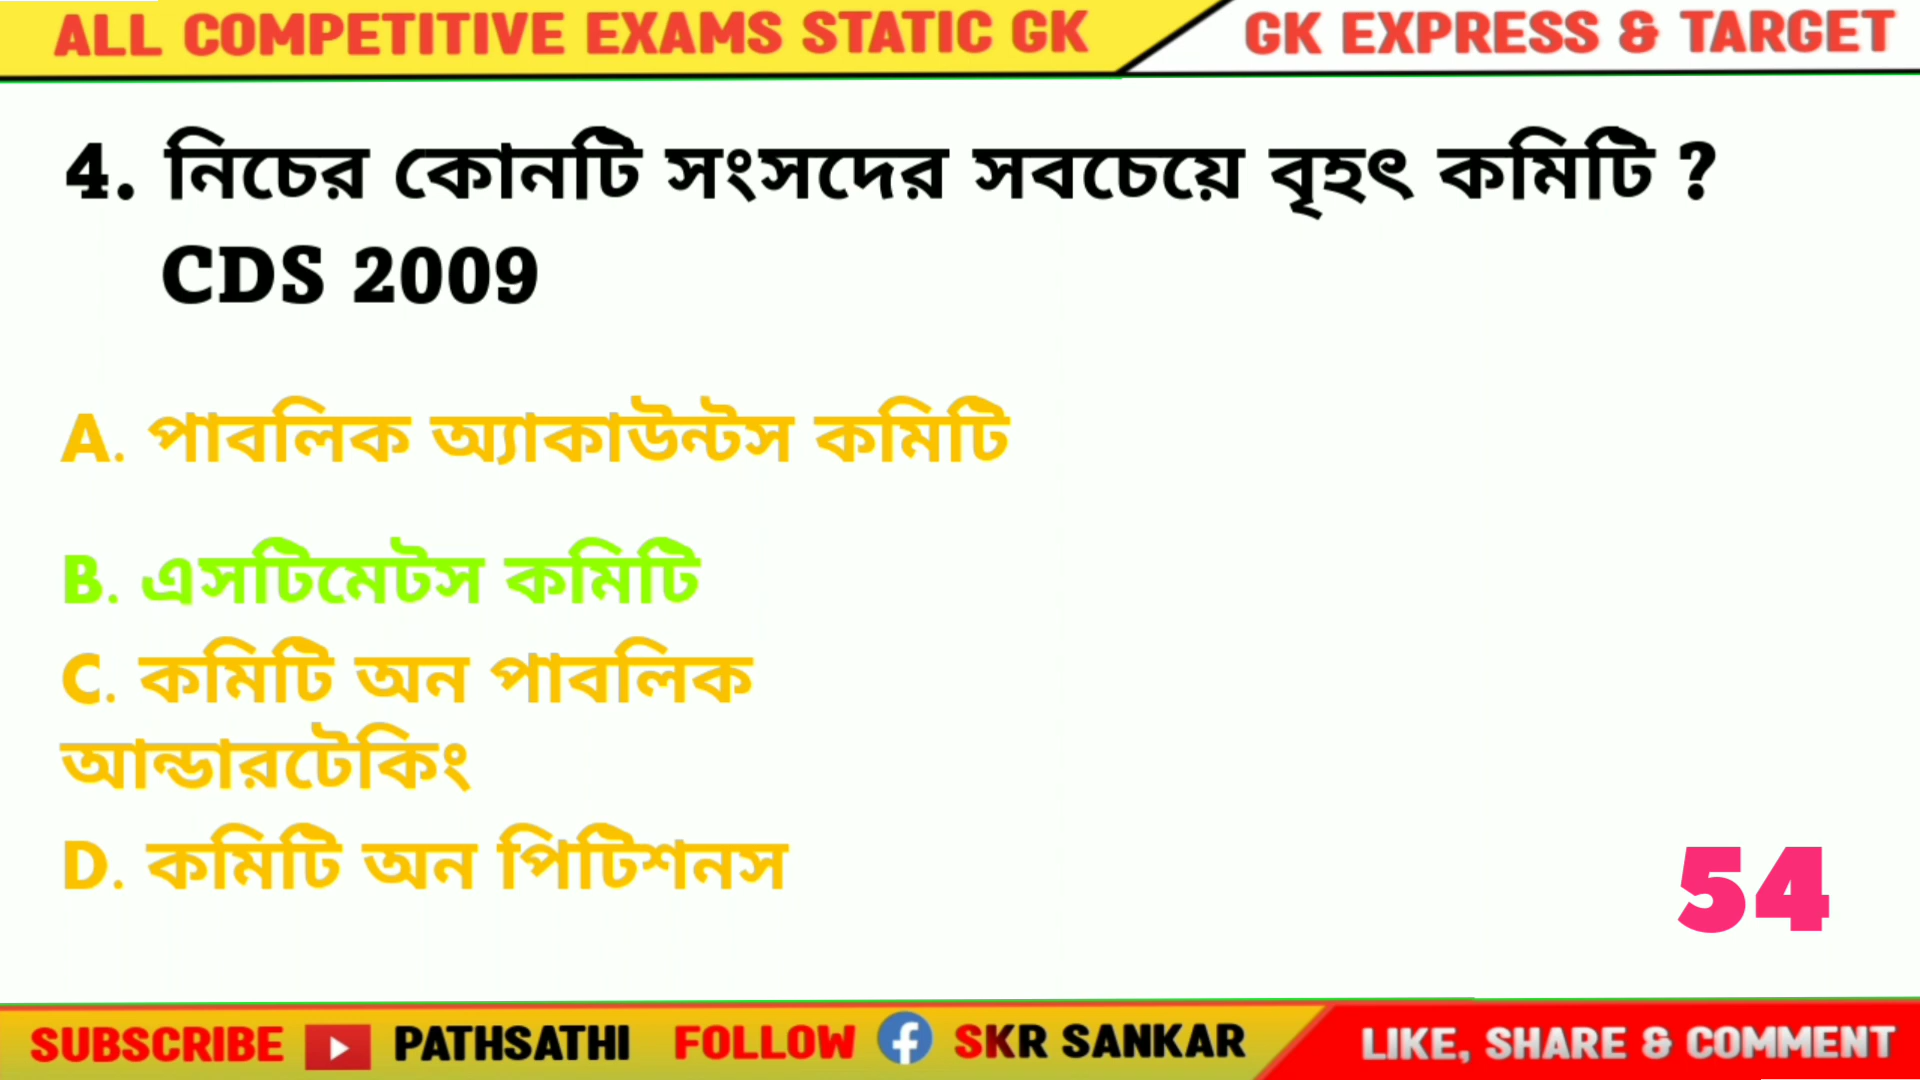 ALL COMPETITIVE EXAMS STATIC GK GK EXPRESS & TARGET
4. নিচের কোনটি সংসদের সবচেয়ে বৃহৎ কমিটি ?
CDS 2009
A. পাবলিক অ্যাকাউন্টস কমিটি
B. এসটিমেটস কমিটি
C. কমিটি অন পাবলিক
আন্ডারটেকিং
D. কমিটি অন পিটিশনস
54
SUBSCRIBE PATHSATHI FOLLOW SKR SANKAR LIKE, SHARE & COMMENT